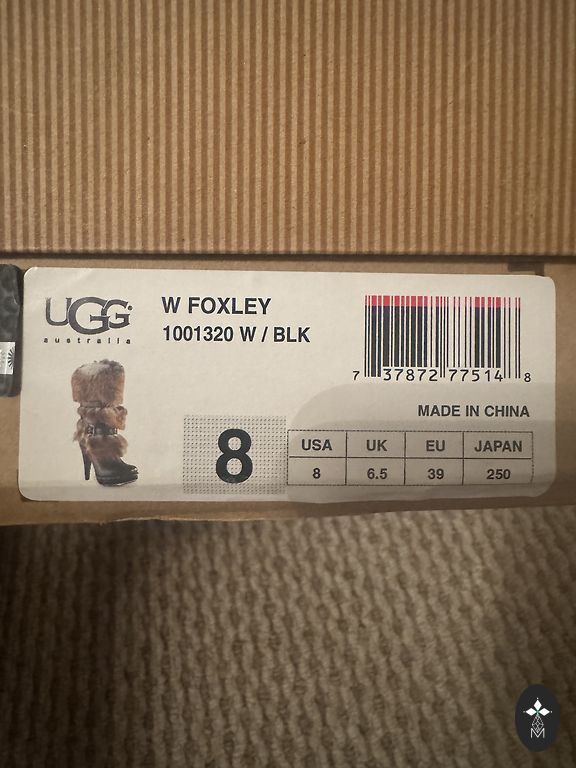 UGG®
australia
W FOXLEY
1001320 W / BLK
7 37872 77514 8
MADE IN CHINA
8
USA UK EU JAPAN
8 6.5 39 250
M